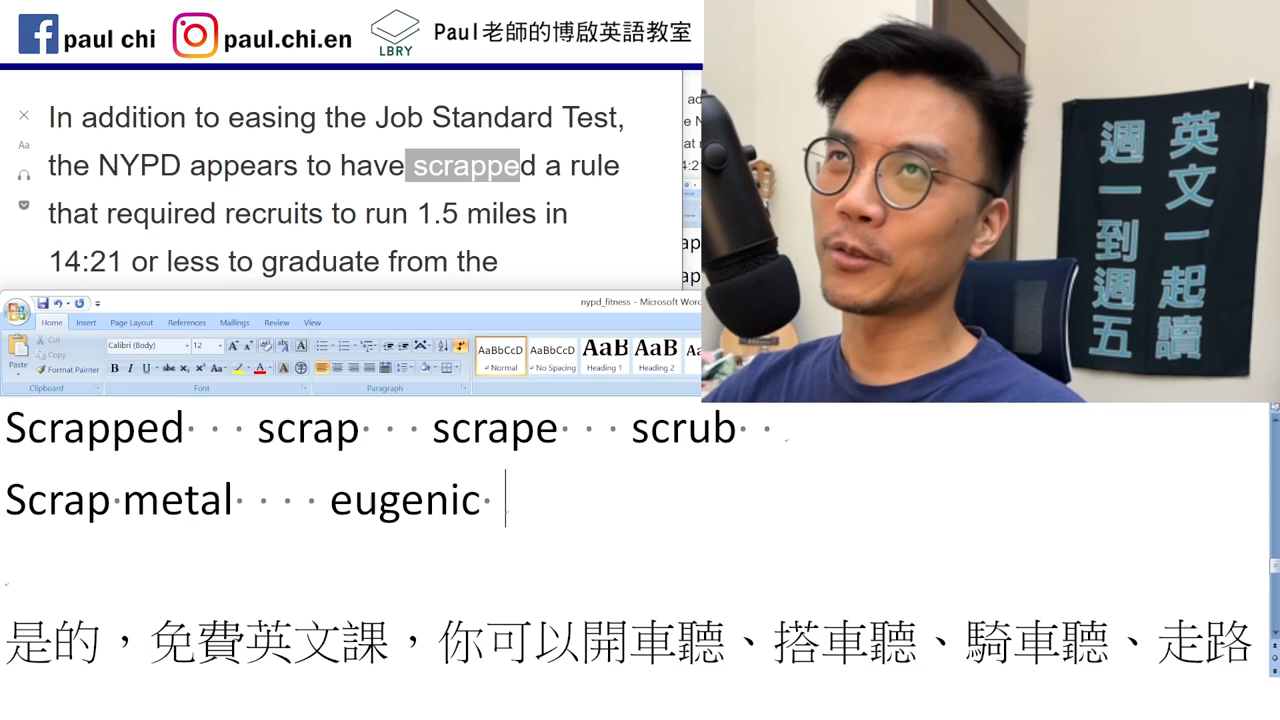 paul chi
paul.chi.en
LBRY
Paul老師的博啟英語教室
In addition to easing the Job Standard Test,
the NYPD appears to have scrapped a rule
that required recruits to run 1.5 miles in
14:21 or less to graduate from the
Aa
nypd_fitness - Microsoft Word
Home Insert Page Layout References Mailings Review View
Paste
Cut
Copy
Format Painter
Calibri (Body) 12
AaBbCcD AaBbCcD AaBb AaB
Normal No Spacing Heading 1 Heading 2
Clipboard Font Paragraph
英文一起讀
週一到週五
Scrapped scrap scrape scrub
Scrap metal eugenic
是的，免費英文課，你可以開車聽、搭車聽、騎車聽、走路